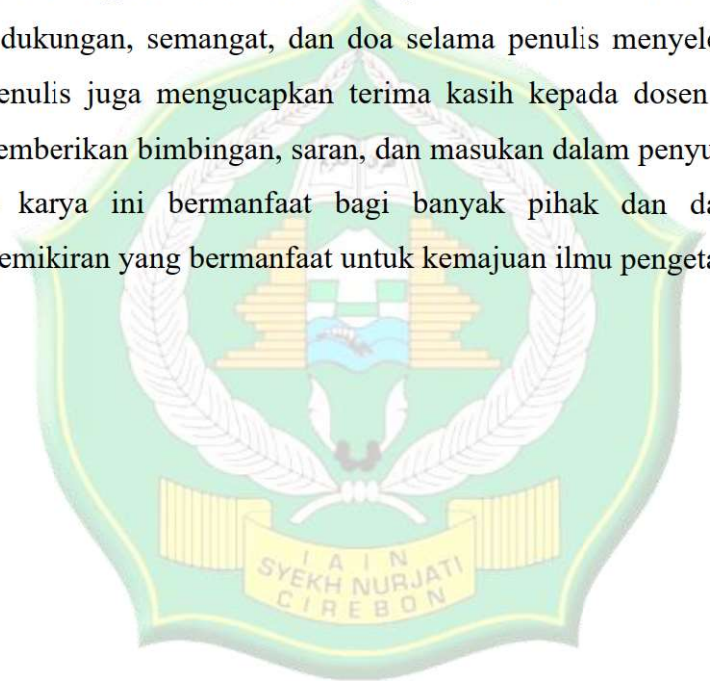 dukungan, semangat, dan doa selama penulis menyele
enulis juga mengucapkan terima kasih kepada dosen
emberikan bimbingan, saran, dan masukan dalam penyu
karya ini bermanfaat bagi banyak pihak dan da
emikiran yang bermanfaat untuk kemajuan ilmu pengeta
I A I N
SYEKH NURJATI
CIREBON